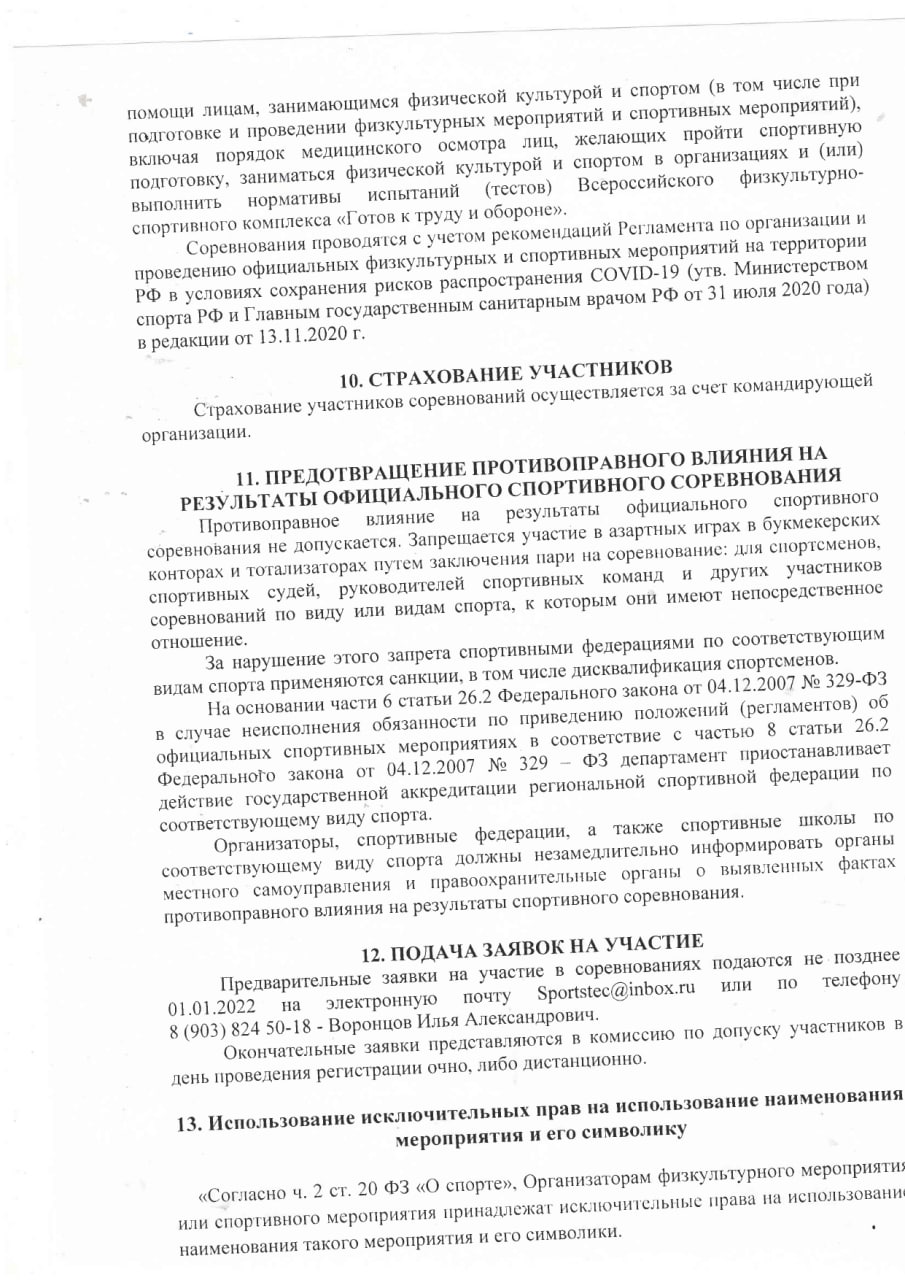 помощи лицам, занимающимся физической культурой и спортом (в том числе при
подготовке и проведении физкультурных мероприятий и спортивных мероприятий),
включая порядок медицинского осмотра лиц, желающих пройти спортивную
подготовку, заниматься физической культурой и спортом в организациях и (или)
выполнить нормативы испытаний (тестов) Всероссийского физкультурно-
спортивного комплекса «Готов к труду и обороне».
Соревнования проводятся с учетом рекомендаций Регламента по организации и
проведению официальных физкультурных и спортивных мероприятий на территории
РФ в условиях сохранения рисков распространения COVID-19 (утв. Министерством
спорта РФ и Главным государственным санитарным врачом РФ от 31 июля 2020 года)
в редакции от 13.11.2020 г.
10. СТРАХОВАНИЕ УЧАСТНИКОВ
Страхование участников соревнований осуществляется за счет командирующей
организации.
11. ПРЕДОТВРАЩЕНИЕ ПРОТИВОПРАВНОГО ВЛИЯНИЯ НА
РЕЗУЛЬТАТЫ ОФИЦИАЛЬНОГО СПОРТИВНОГО СОРЕВНОВАНИЯ
Противоправное влияние на результаты официального спортивного
соревнования не допускается. Запрещается участие в азартных играх в букмекерских
конторах и тотализаторах путем заключения пари на соревнование: для спортсменов,
спортивных судей, руководителей спортивных команд и других участников
соревнований по виду или видам спорта, к которым они имеют непосредственное
отношение.
За нарушение этого запрета спортивными федерациями по соответствующим
видам спорта применяются санкции, в том числе дисквалификация спортсменов.
На основании части 6 статьи 26.2 Федерального закона от 04.12.2007 № 329-ФЗ
в случае неисполнения обязанности по приведению положений (регламентов) об
официальных спортивных мероприятиях в соответствие с частью 8 статьи 26.2
Федерального закона от 04.12.2007 № 329 – ФЗ департамент приостанавливает
действие государственной аккредитации региональной спортивной федерации по
соответствующему виду спорта.
Организаторы, спортивные федерации, а также спортивные школы по
соответствующему виду спорта должны незамедлительно информировать органы
местного самоуправления и правоохранительные органы о выявленных фактах
противоправного влияния на результаты спортивного соревнования.
12. ПОДАЧА ЗАЯВОК НА УЧАСТИЕ
Предварительные заявки на участие в соревнованиях подаются не позднее
01.01.2022 на электронную почту Sportstec@inbox.ru или по телефону
8 (903) 824 50-18 - Воронцов Илья Александрович.
Окончательные заявки представляются в комиссию по допуску участников в
день проведения регистрации очно, либо дистанционно.
13. Использование исключительных прав на использование наименования
мероприятия и его символику
«Согласно ч. 2 ст. 20 ФЗ «О спорте», Организаторам физкультурного мероприятия
или спортивного мероприятия принадлежат исключительные права на использование
наименования такого мероприятия и его символики.